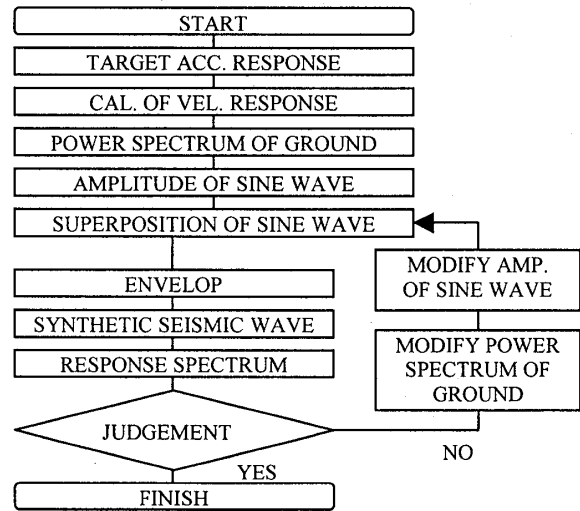 START
TARGET ACC. RESPONSE
CAL. OF VEL. RESPONSE
POWER SPECTRUM OF GROUND
AMPLITUDE OF SINE WAVE
SUPERPOSITION OF SINE WAVE
ENVELOP
SYNTHETIC SEISMIC WAVE
RESPONSE SPECTRUM
JUDGEMENT
YES
FINISH
MODIFY AMP.
OF SINE WAVE
MODIFY POWER
SPECTRUM OF
GROUND
NO